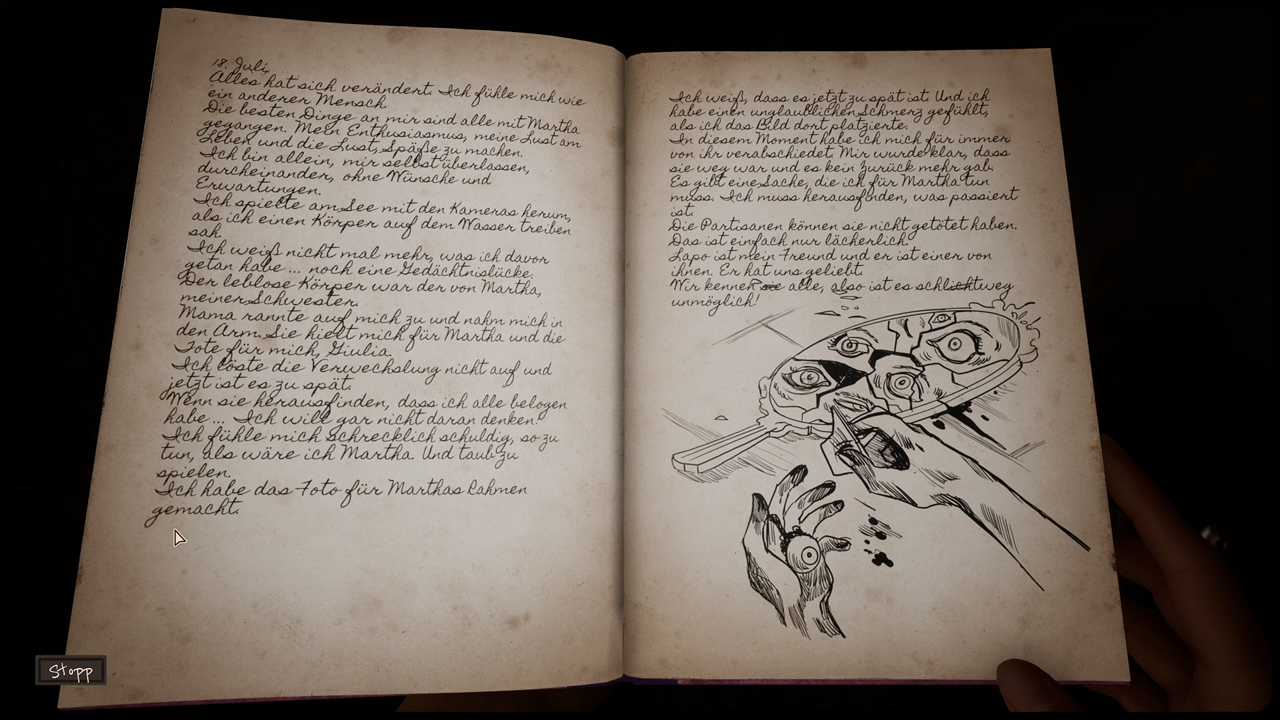 18. Juli
Alles hat sich verändert. Ich fühle mich wie
ein anderer Mensch.
Die besten Dinge an mir sind alle mit Martha
gegangen. Mein Enthusiasmus, meine Lust am
Leben und die Lust, Späße zu machen.
Ich bin allein, mir selbst überlassen,
durcheinander, ohne Wünsche und
Erwartungen.
Ich spielte am See mit den Kameras herum,
als ich einen Körper auf dem Wasser treiben
sah.
Ich weiß nicht mal mehr, was ich davor
getan habe ... noch eine Gedächtnislücke.
Der leblose Körper war der von Martha,
meiner Schwester.
Mama rannte auf mich zu und nahm mich in
den Arm. Sie hielt mich für Martha und die
Tote für mich, Giulia.
Ich löste die Verwechslung nicht auf und
jetzt ist es zu spät.
Wenn sie herausfinden, dass ich alle belogen
habe ... Ich will gar nicht daran denken.
Ich fühle mich schrecklich schuldig, so zu
tun, als wäre ich Martha. Und taub zu
spielen.
Ich habe das Foto für Marthas Rahmen
gemacht.
Ich weiß, dass es jetzt zu spät ist. Und ich
habe einen unglaublichen Schmerz gefühlt,
als ich das Bild dort platzierte.
In diesem Moment habe ich mich für immer
von ihr verabschiedet. Mir wurde klar, dass
sie weg war und es kein Zurück mehr gab.
Es gibt eine Sache, die ich für Martha tun
muss. Ich muss herausfinden, was passiert
ist.
Die Partisanen können sie nicht getötet haben.
Das ist einfach nur lächerlich!
Lapo ist mein Freund und er ist einer von
ihnen. Er hat uns geliebt.
Wir kennen sie alle, also ist es schlichtweg
unmöglich!
Stopp